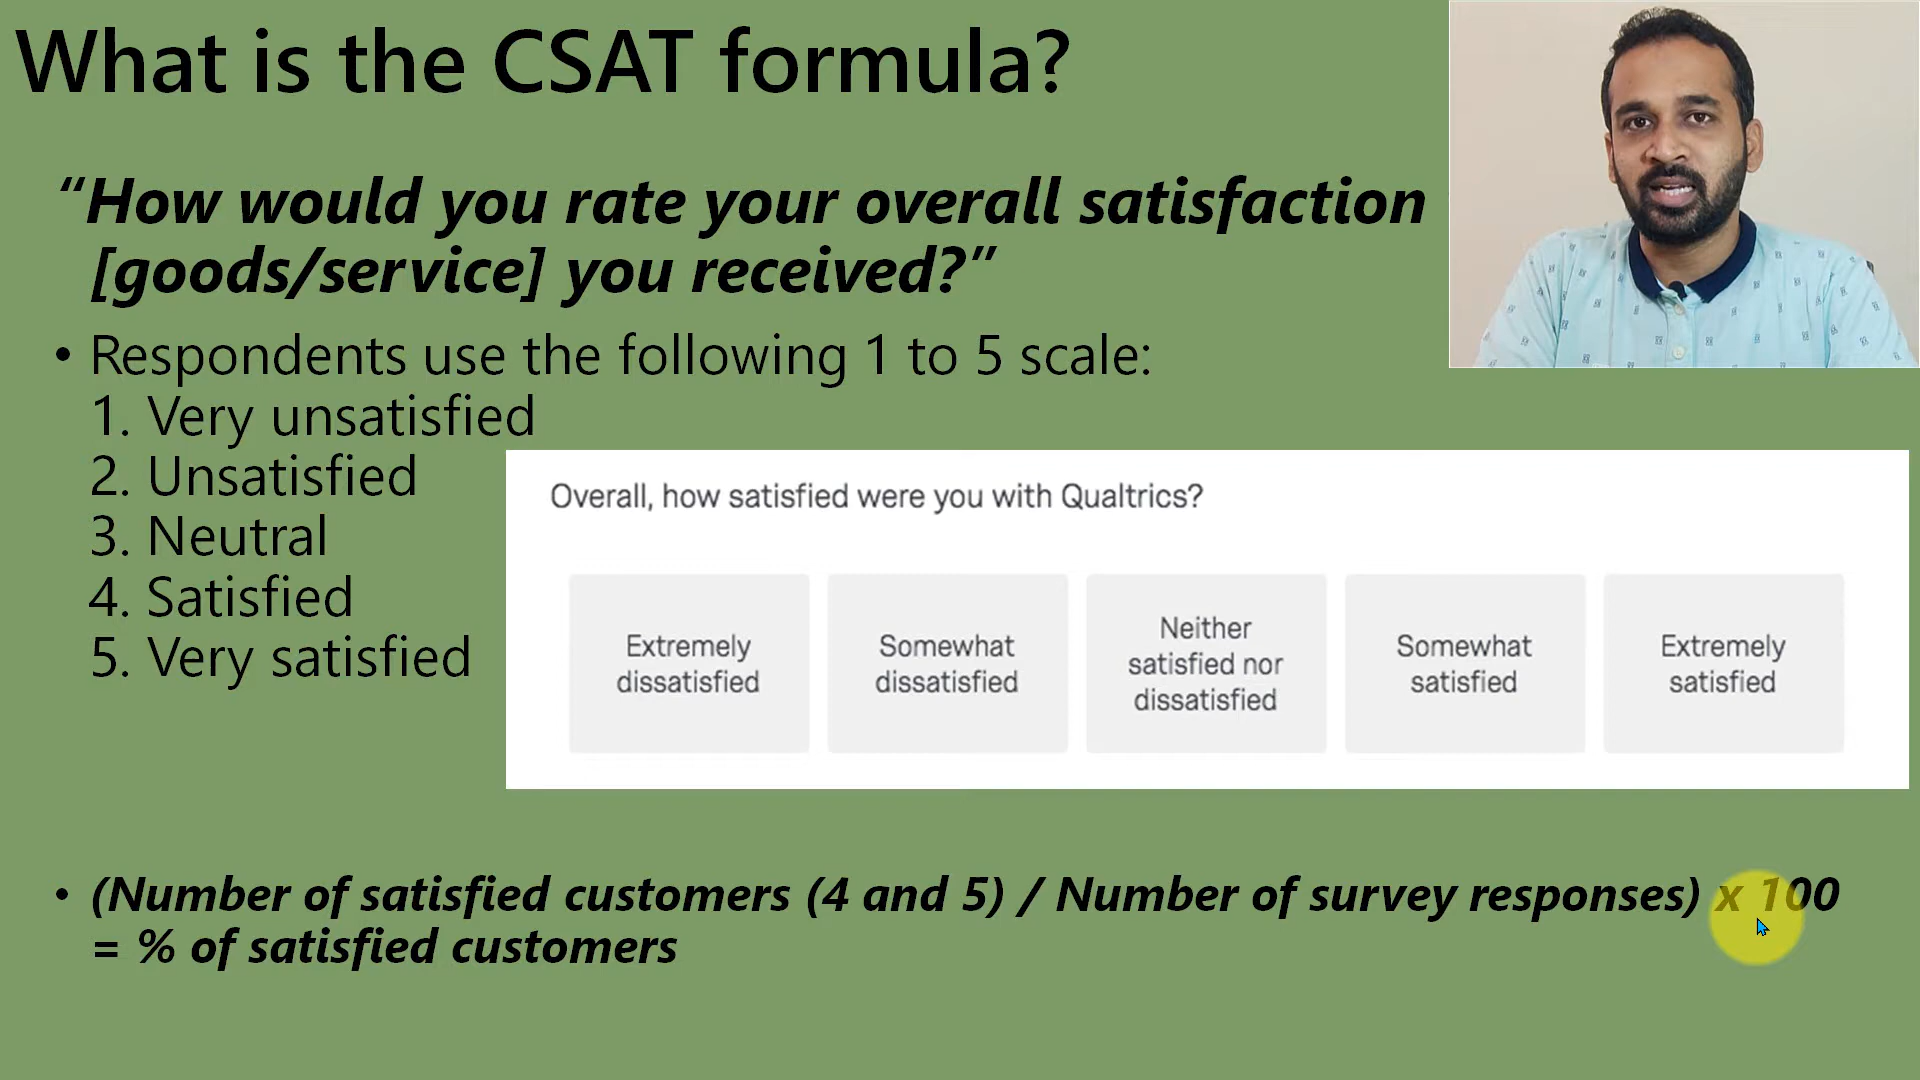 What is the CSAT formula?
“How would you rate your overall satisfaction
[goods/service] you received?”
• Respondents use the following 1 to 5 scale:
1. Very unsatisfied
2. Unsatisfied
3. Neutral
4. Satisfied
5. Very satisfied
Overall, how satisfied were you with Qualtrics?
Extremely
dissatisfied
Somewhat
dissatisfied
Neither
satisfied nor
dissatisfied
Somewhat
satisfied
Extremely
satisfied
• (Number of satisfied customers (4 and 5) / Number of survey responses) x 100
= % of satisfied customers